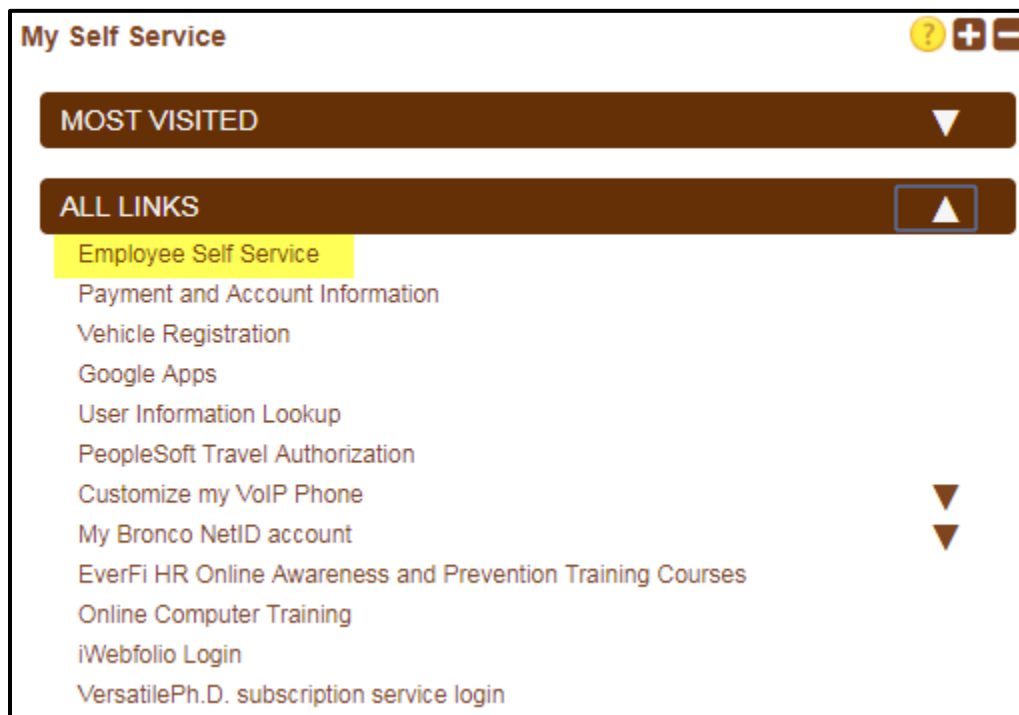 My Self Service
MOST VISITED
ALL LINKS
Employee Self Service
Payment and Account Information
Vehicle Registration
Google Apps
User Information Lookup
PeopleSoft Travel Authorization
Customize my VoIP Phone
My Bronco NetID account
EverFi HR Online Awareness and Prevention Training Courses
Online Computer Training
iWebfolio Login
VersatilePh.D. subscription service login